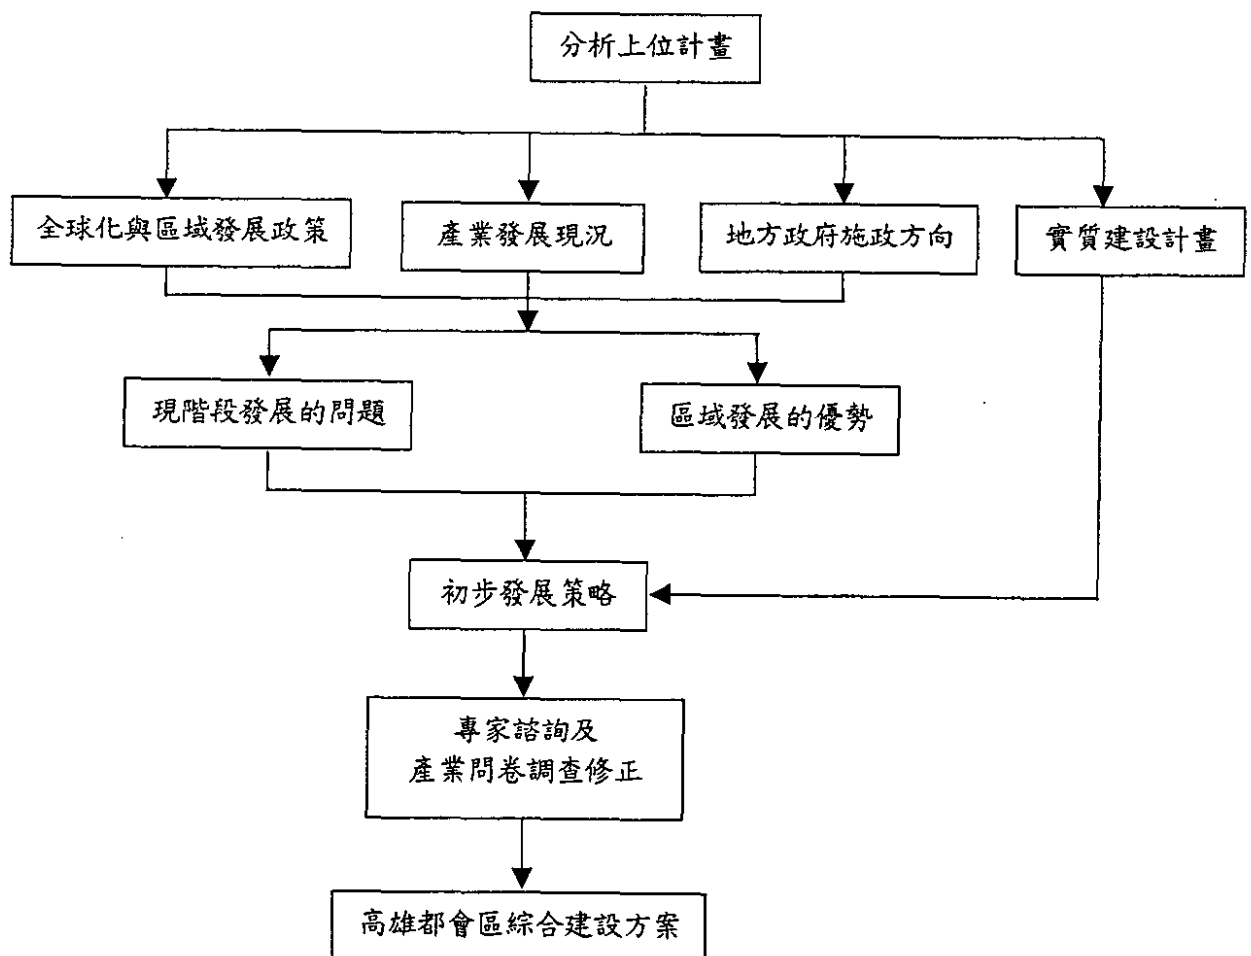 分析上位計畫
全球化與區域發展政策
產業發展現況
地方政府施政方向
實質建設計畫
現階段發展的問題
區域發展的優勢
初步發展策略
專家諮詢及
產業問卷調查修正
高雄都會區綜合建設方案